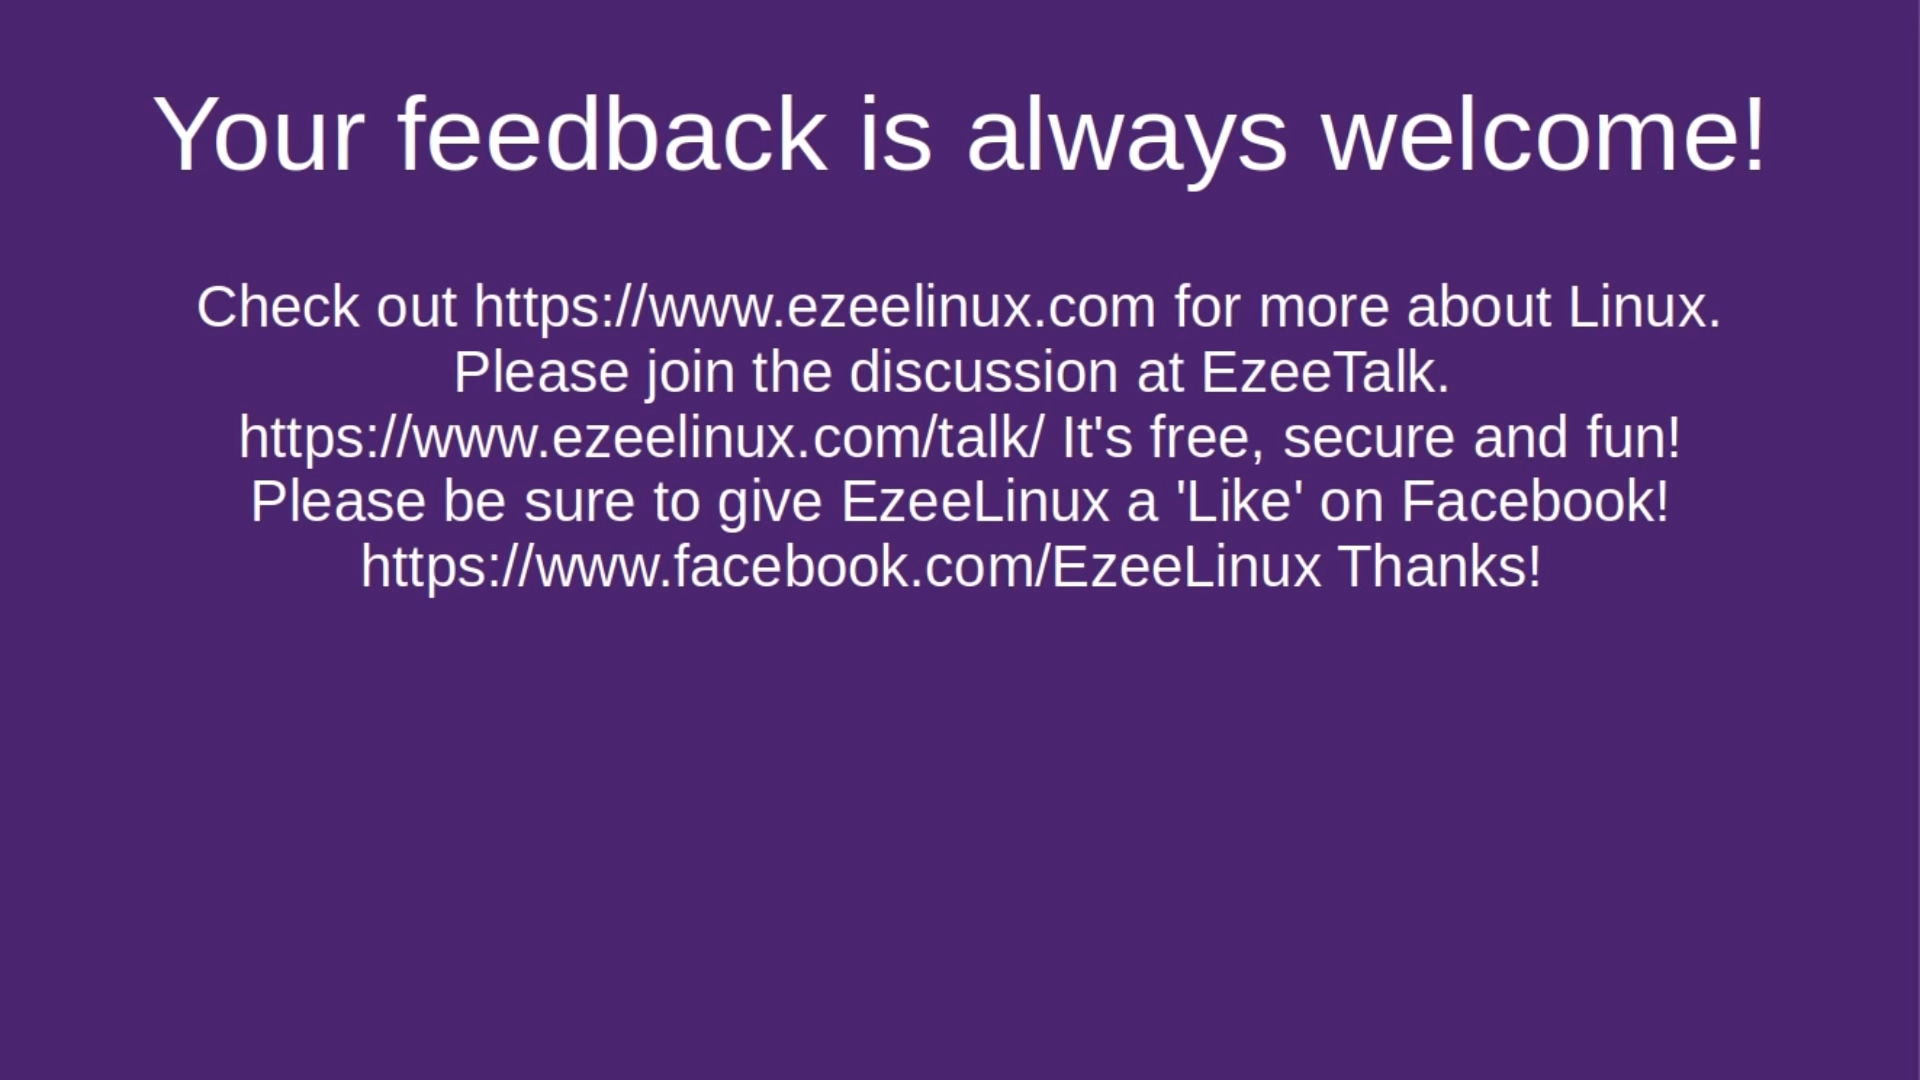 Your feedback is always welcome!
Check out https://www.ezeelinux.com for more about Linux.
Please join the discussion at EzeeTalk.
https://www.ezeelinux.com/talk/ It's free, secure and fun!
Please be sure to give EzeeLinux a 'Like' on Facebook!
https://www.facebook.com/EzeeLinux Thanks!